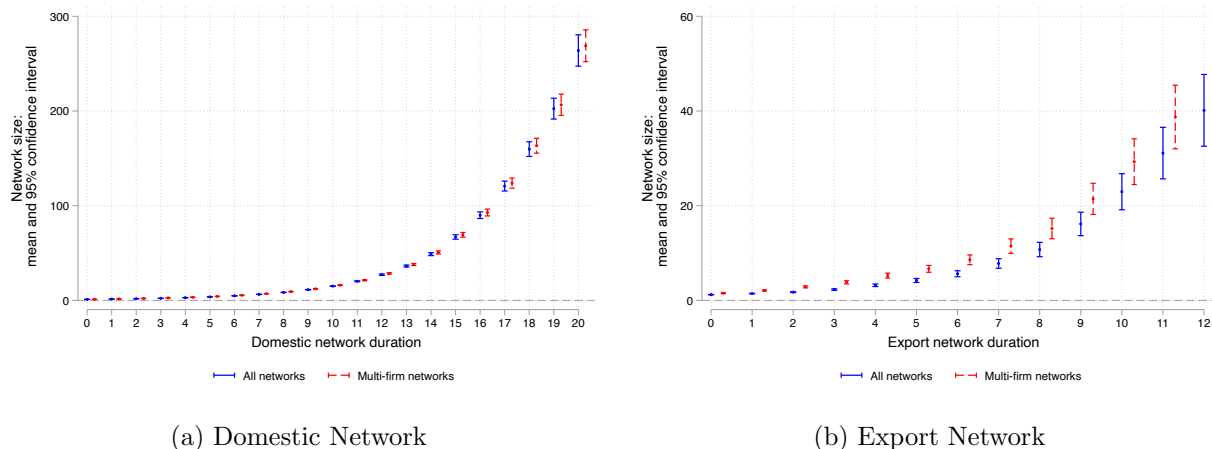 Network size:
mean and 95% confidence interval
300
200
100
0
0 1 2 3 4 5 6 7 8 9 10 11 12 13 14 15 16 17 18 19 20
Domestic network duration
All networks Multi-firm networks
(a) Domestic Network
Network size:
mean and 95% confidence interval
60
40
20
0
0 1 2 3 4 5 6 7 8 9 10 11 12
Export network duration
All networks Multi-firm networks
(b) Export Network